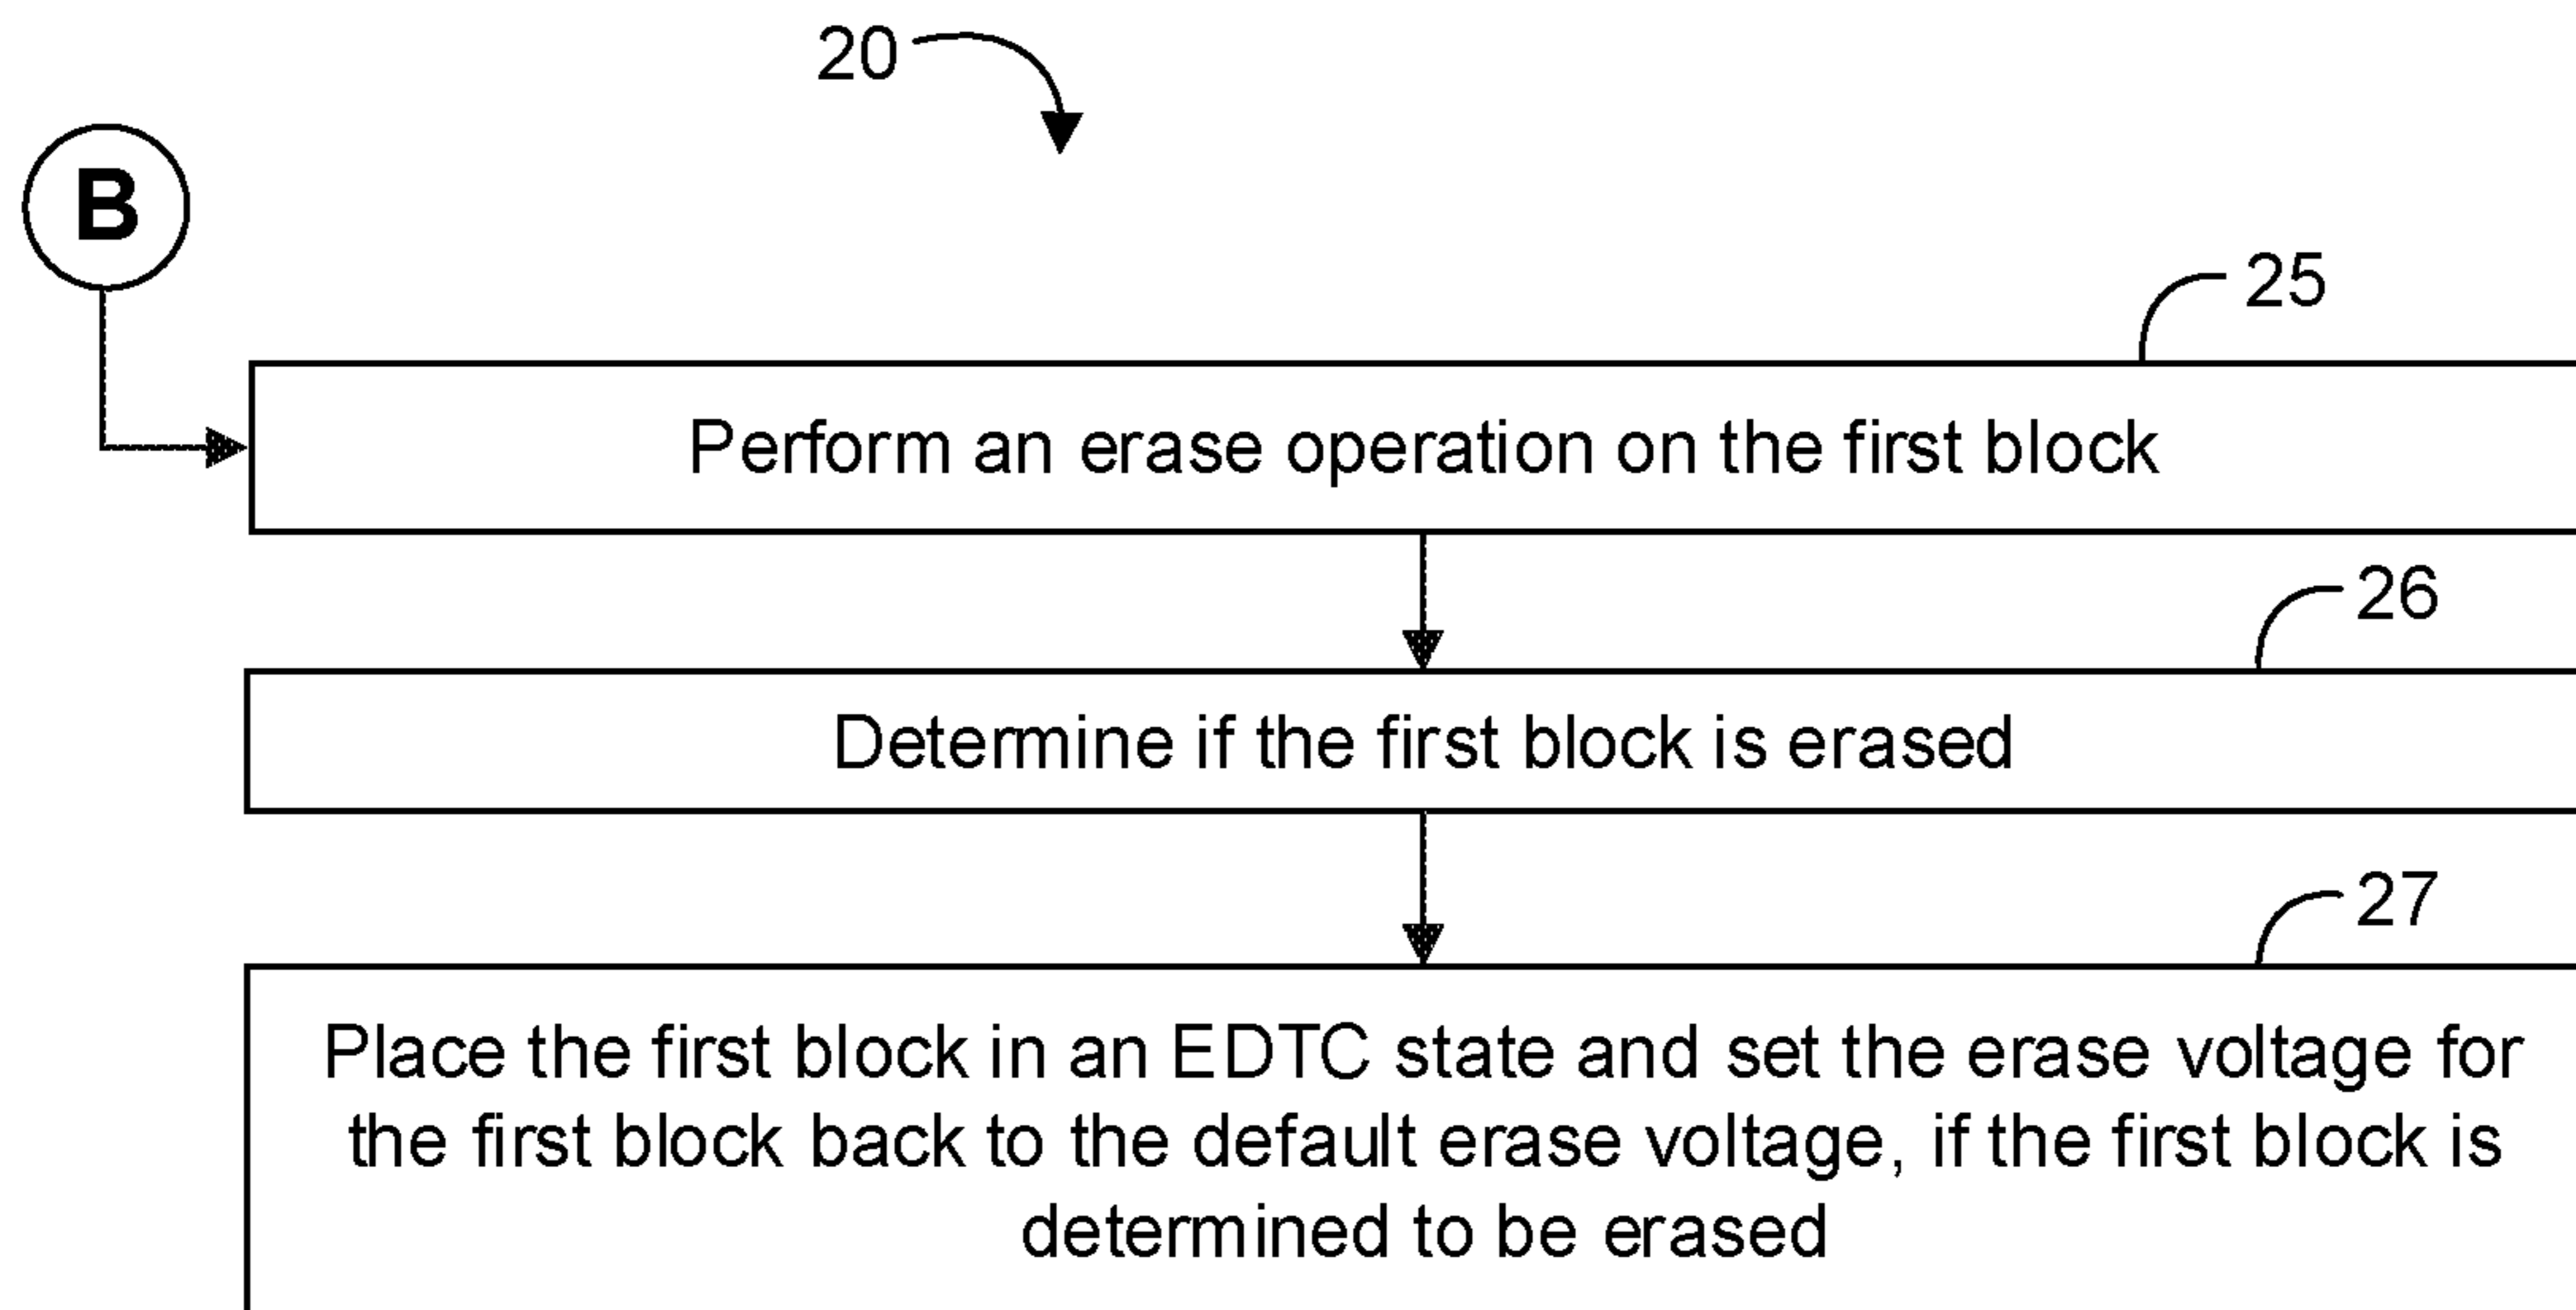 20
B
25
Perform an erase operation on the first block
26
Determine if the first block is erased
27
Place the first block in an EDTC state and set the erase voltage for
the first block back to the default erase voltage, if the first block is
determined to be erased